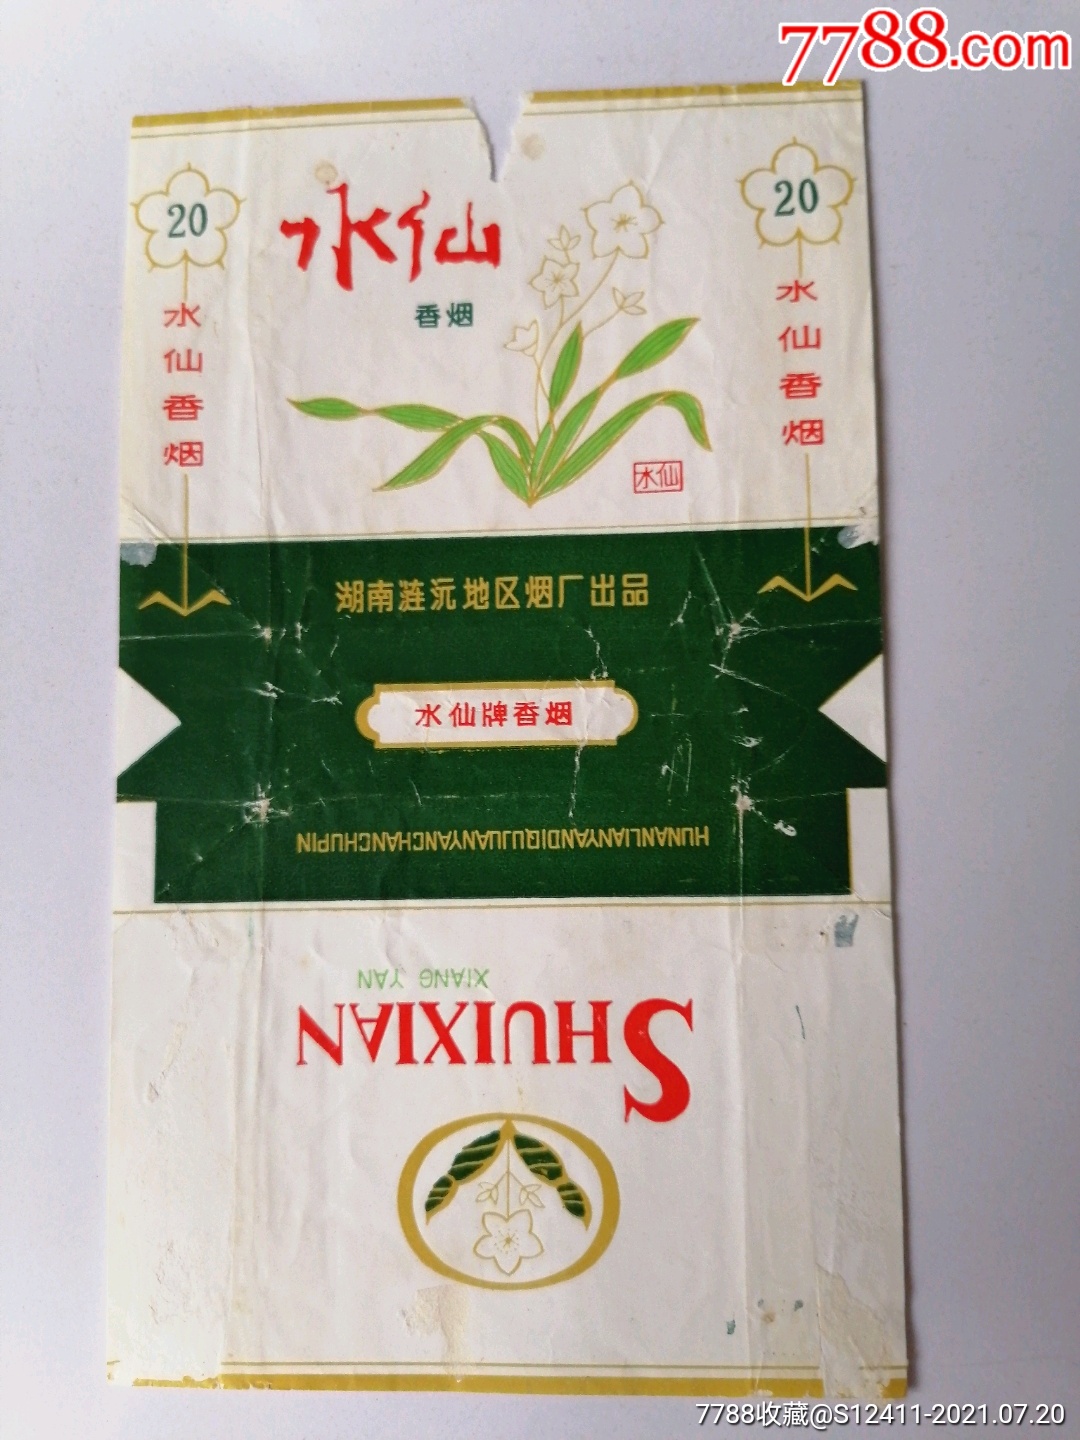 7788.com
20
20
水仙
香烟
水仙香烟
水仙香烟
水仙
湖南涟沅地区烟厂出品
水仙牌香烟
HUNANLIANYANDIQUJUANYANCHANGCHUPIN
XIANG YAN
SHUIXIAN
7788收藏@S12411-2021.07.20